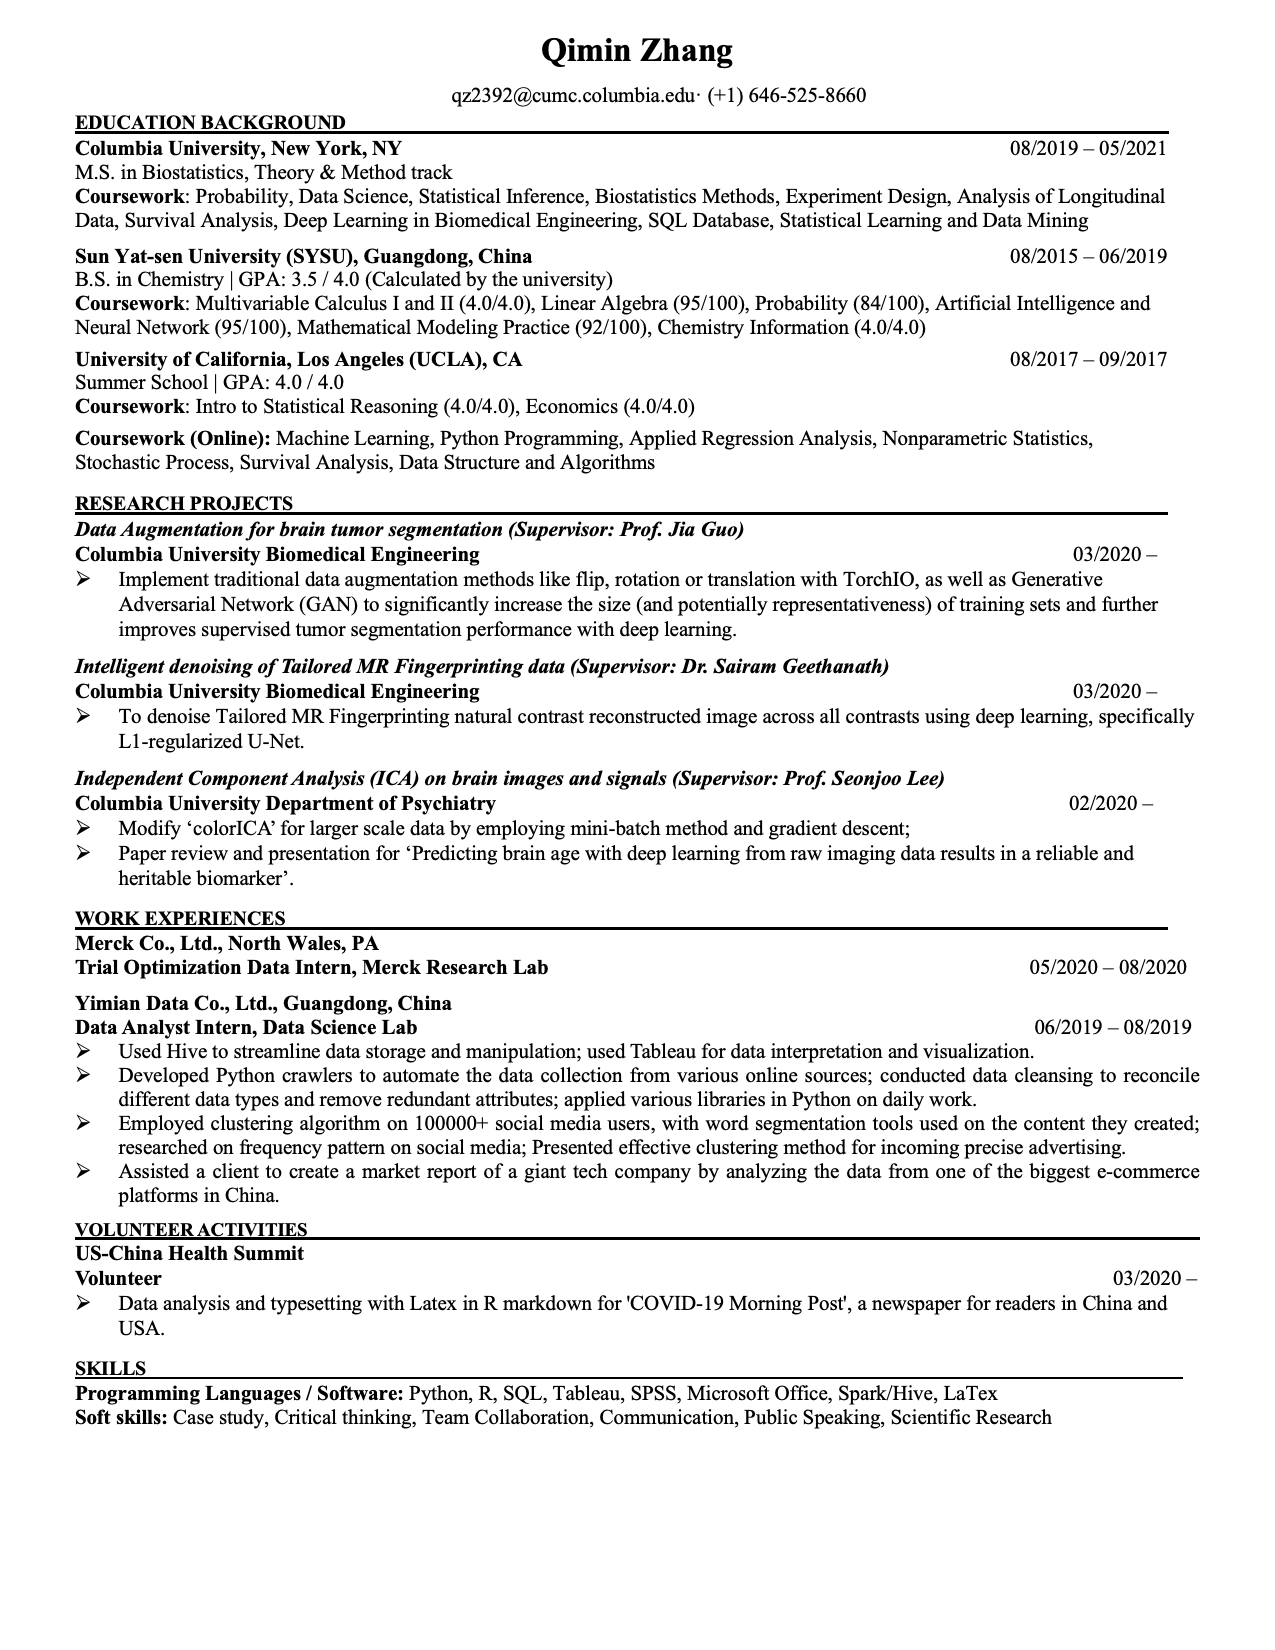 Qimin Zhang
qz2392@cumc.columbia.edu· (+1) 646-525-8660
EDUCATION BACKGROUND
Columbia University, New York, NY 08/2019 – 05/2021
M.S. in Biostatistics, Theory & Method track
Coursework: Probability, Data Science, Statistical Inference, Biostatistics Methods, Experiment Design, Analysis of Longitudinal
Data, Survival Analysis, Deep Learning in Biomedical Engineering, SQL Database, Statistical Learning and Data Mining
Sun Yat-sen University (SYSU), Guangdong, China 08/2015 – 06/2019
B.S. in Chemistry | GPA: 3.5 / 4.0 (Calculated by the university)
Coursework: Multivariable Calculus I and II (4.0/4.0), Linear Algebra (95/100), Probability (84/100), Artificial Intelligence and
Neural Network (95/100), Mathematical Modeling Practice (92/100), Chemistry Information (4.0/4.0)
University of California, Los Angeles (UCLA), CA 08/2017 – 09/2017
Summer School | GPA: 4.0 / 4.0
Coursework: Intro to Statistical Reasoning (4.0/4.0), Economics (4.0/4.0)
Coursework (Online): Machine Learning, Python Programming, Applied Regression Analysis, Nonparametric Statistics,
Stochastic Process, Survival Analysis, Data Structure and Algorithms
RESEARCH PROJECTS
Data Augmentation for brain tumor segmentation (Supervisor: Prof. Jia Guo)
Columbia University Biomedical Engineering 03/2020 –
➢ Implement traditional data augmentation methods like flip, rotation or translation with TorchIO, as well as Generative
Adversarial Network (GAN) to significantly increase the size (and potentially representativeness) of training sets and further
improves supervised tumor segmentation performance with deep learning.
Intelligent denoising of Tailored MR Fingerprinting data (Supervisor: Dr. Sairam Geethanath)
Columbia University Biomedical Engineering 03/2020 –
➢ To denoise Tailored MR Fingerprinting natural contrast reconstructed image across all contrasts using deep learning, specifically
L1-regularized U-Net.
Independent Component Analysis (ICA) on brain images and signals (Supervisor: Prof. Seonjoo Lee)
Columbia University Department of Psychiatry 02/2020 –
➢ Modify ‘colorICA’ for larger scale data by employing mini-batch method and gradient descent;
➢ Paper review and presentation for ‘Predicting brain age with deep learning from raw imaging data results in a reliable and
heritable biomarker’.
WORK EXPERIENCES
Merck Co., Ltd., North Wales, PA
Trial Optimization Data Intern, Merck Research Lab 05/2020 – 08/2020
Yimian Data Co., Ltd., Guangdong, China
Data Analyst Intern, Data Science Lab 06/2019 – 08/2019
➢ Used Hive to streamline data storage and manipulation; used Tableau for data interpretation and visualization.
➢ Developed Python crawlers to automate the data collection from various online sources; conducted data cleansing to reconcile
different data types and remove redundant attributes; applied various libraries in Python on daily work.
➢ Employed clustering algorithm on 100000+ social media users, with word segmentation tools used on the content they created;
researched on frequency pattern on social media; Presented effective clustering method for incoming precise advertising.
➢ Assisted a client to create a market report of a giant tech company by analyzing the data from one of the biggest e-commerce
platforms in China.
VOLUNTEER ACTIVITIES
US-China Health Summit
Volunteer 03/2020 –
➢ Data analysis and typesetting with Latex in R markdown for 'COVID-19 Morning Post', a newspaper for readers in China and
USA.
SKILLS
Programming Languages / Software: Python, R, SQL, Tableau, SPSS, Microsoft Office, Spark/Hive, LaTex
Soft skills: Case study, Critical thinking, Team Collaboration, Communication, Public Speaking, Scientific Research